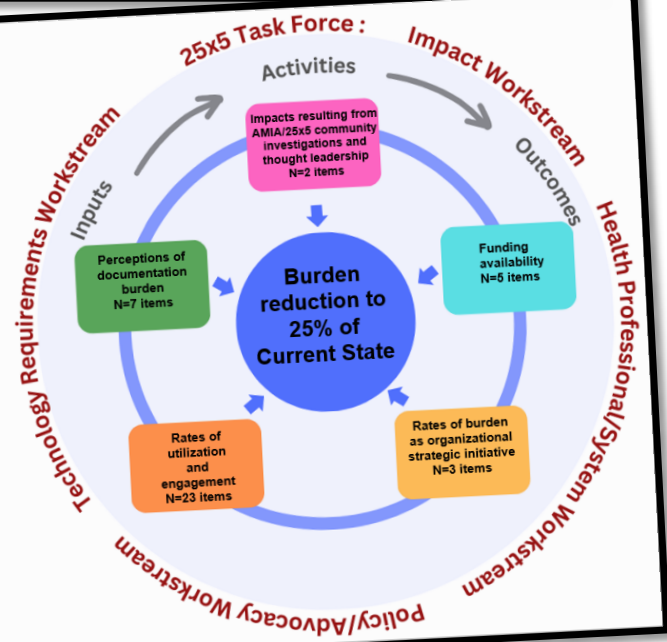 25x5 Task Force :
Impact Workstream
Health Professional/System Workstream
Policy/Advocacy Workstream
Technology Requirements Workstream
Inputs
Activities
Outcomes
Impacts resulting from
AMIA/25x5 community
investigations and
thought leadership
N=2 items
Funding
availability
N=5 items
Rates of burden
as organizational
strategic initiative
N=3 items
Rates of
utilization
and
engagement
N=23 items
Perceptions of
documentation
burden
N=7 items
Burden
reduction to
25% of
Current State